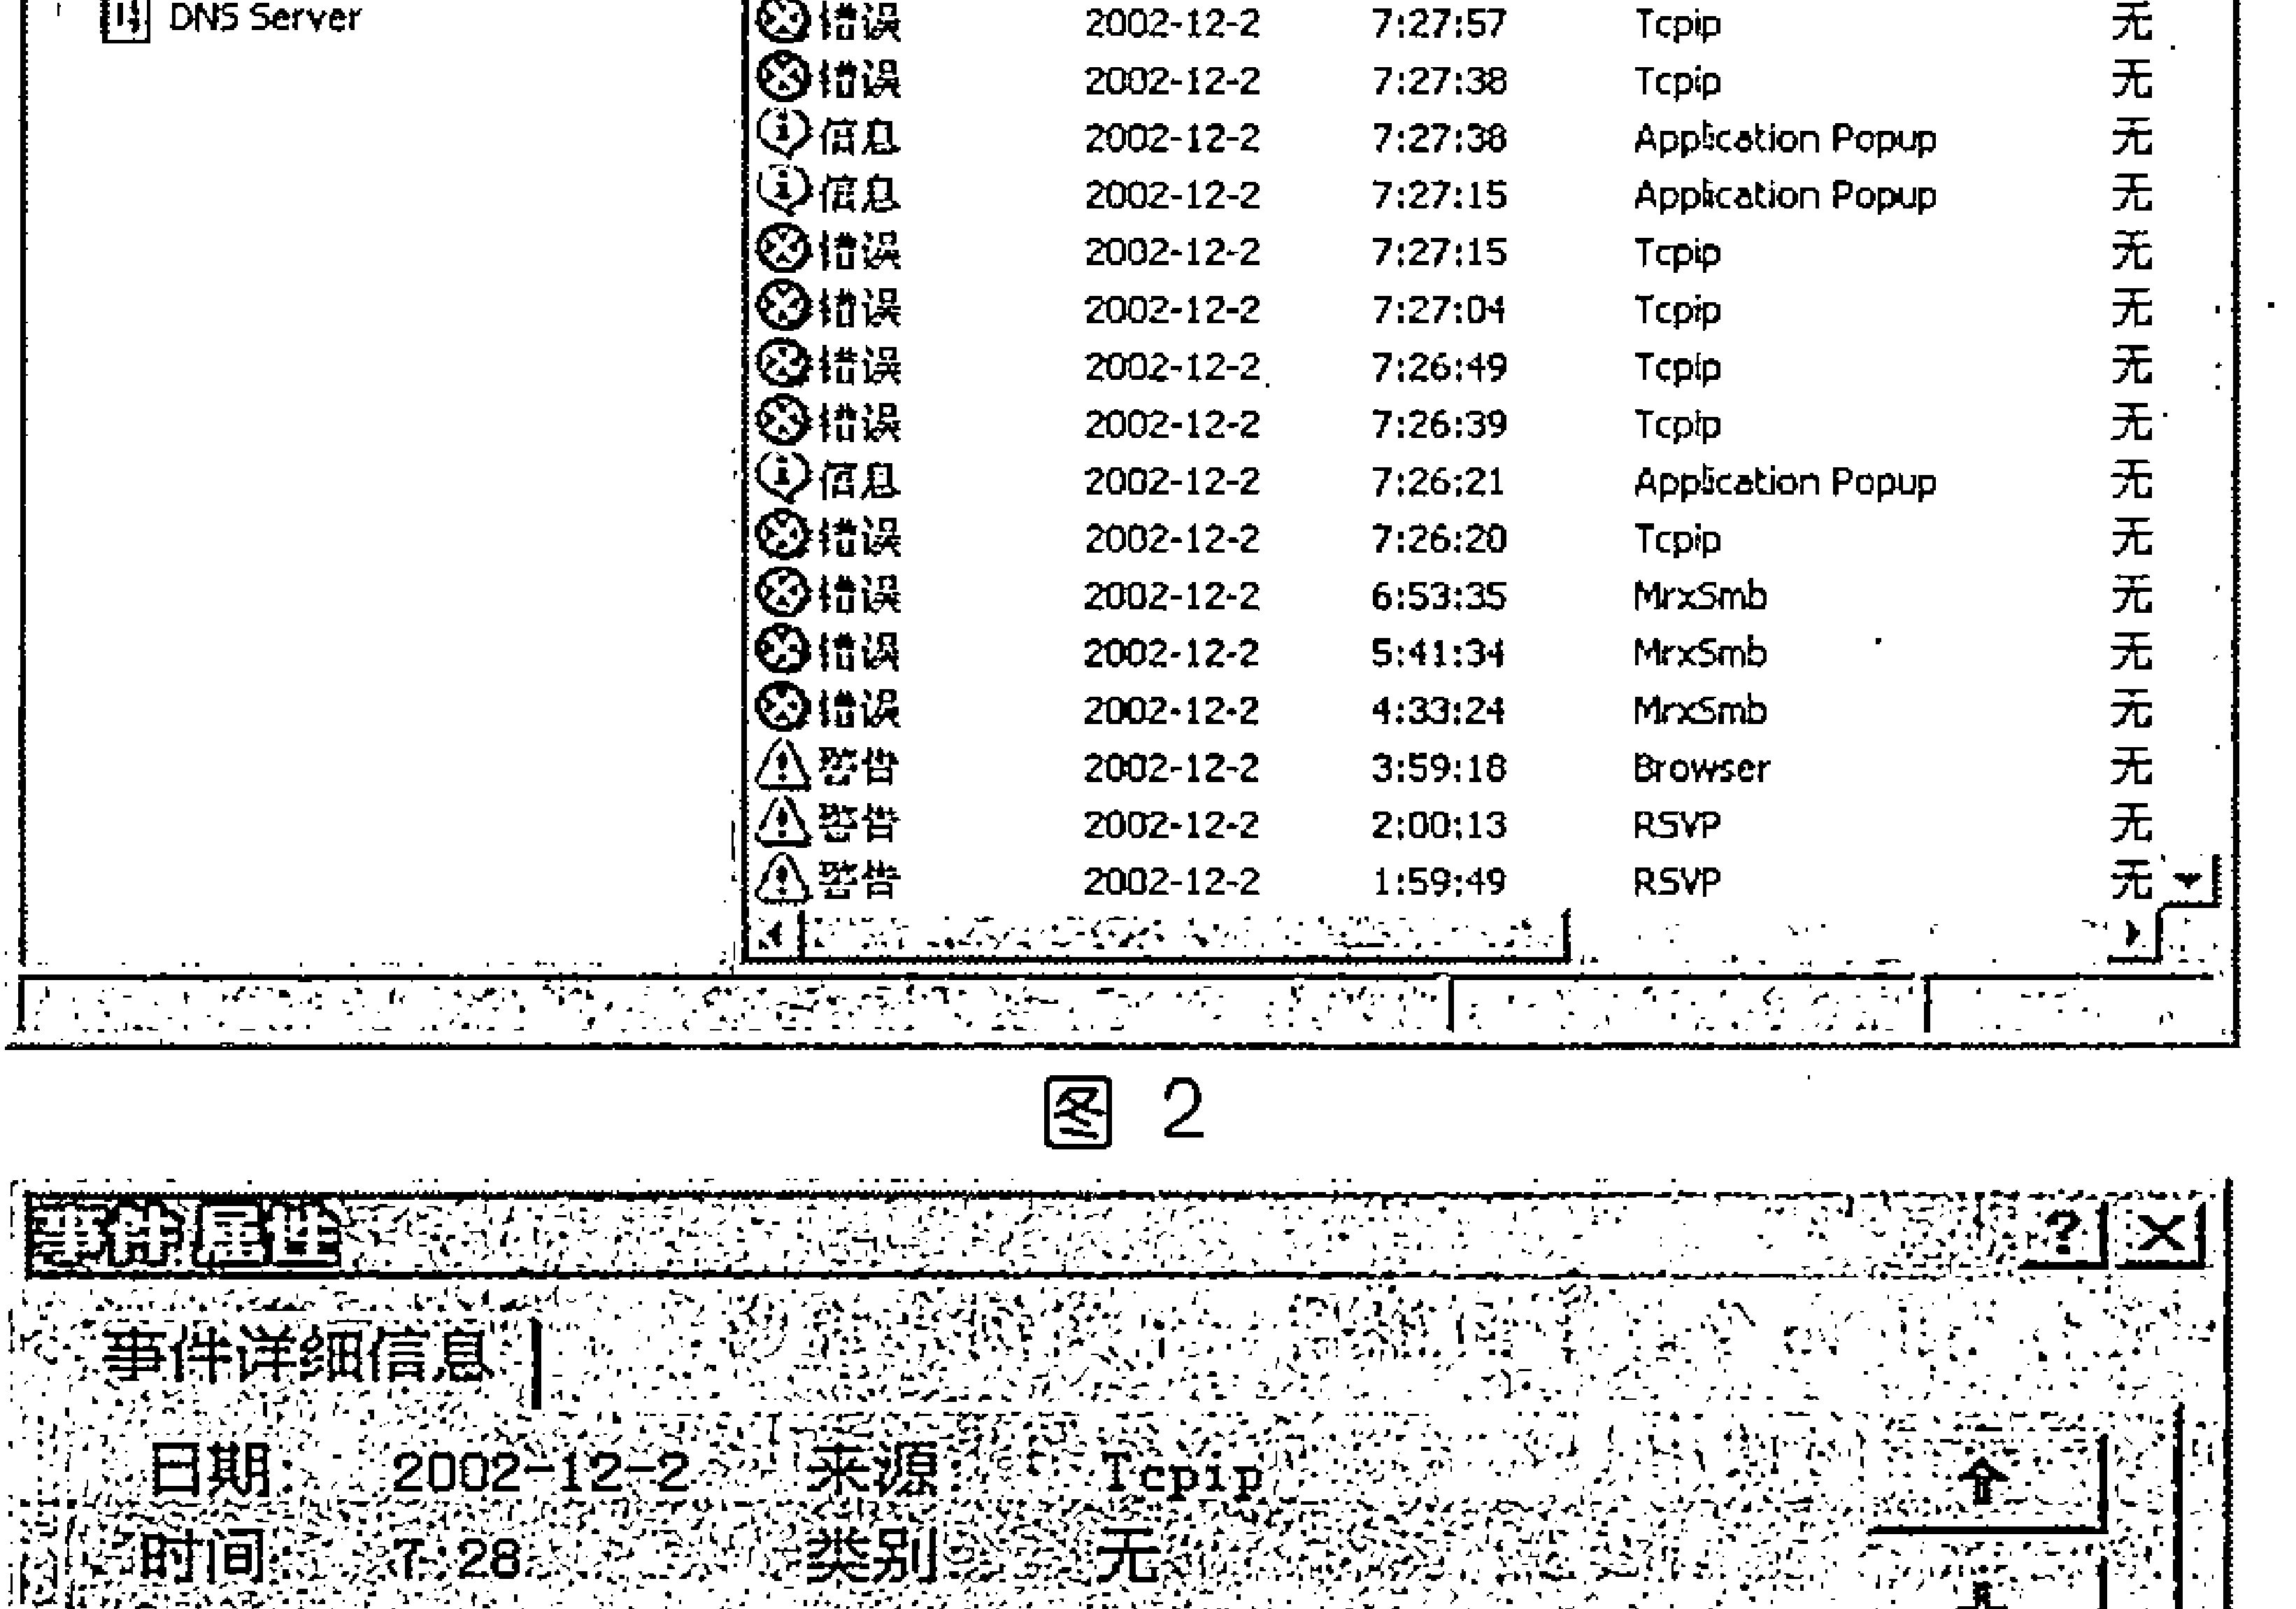 DNS Server
错误 2002-12-2 7:27:57 Tcpip 无
错误 2002-12-2 7:27:38 Tcpip 无
信息 2002-12-2 7:27:38 Application Popup 无
信息 2002-12-2 7:27:15 Application Popup 无
错误 2002-12-2 7:27:15 Tcpip 无
错误 2002-12-2 7:27:04 Tcpip 无
错误 2002-12-2 7:26:49 Tcpip 无
错误 2002-12-2 7:26:39 Tcpip 无
信息 2002-12-2 7:26:21 Application Popup 无
错误 2002-12-2 7:26:20 Tcpip 无
错误 2002-12-2 6:53:35 MrxSmb 无
错误 2002-12-2 5:41:34 MrxSmb 无
错误 2002-12-2 4:33:24 MrxSmb 无
警告 2002-12-2 3:59:18 Browser 无
警告 2002-12-2 2:00:13 RSVP 无
警告 2002-12-2 1:59:49 RSVP 无
图 2
事件 属性
事件详细信息
日期: 2002-12-2 来源 Tcpip
时间 7:28 类别 无